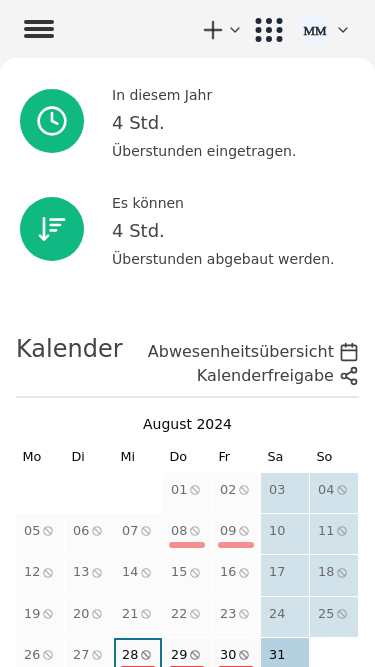 MM
In diesem Jahr
4 Std.
Überstunden eingetragen.
Es können
4 Std.
Überstunden abgebaut werden.
Kalender
Abwesenheitsübersicht
Kalenderfreigabe
August 2024
Mo Di Mi Do Fr Sa So
01 02 03 04
05 06 07 08 09 10 11
12 13 14 15 16 17 18
19 20 21 22 23 24 25
26 27 28 29 30 31